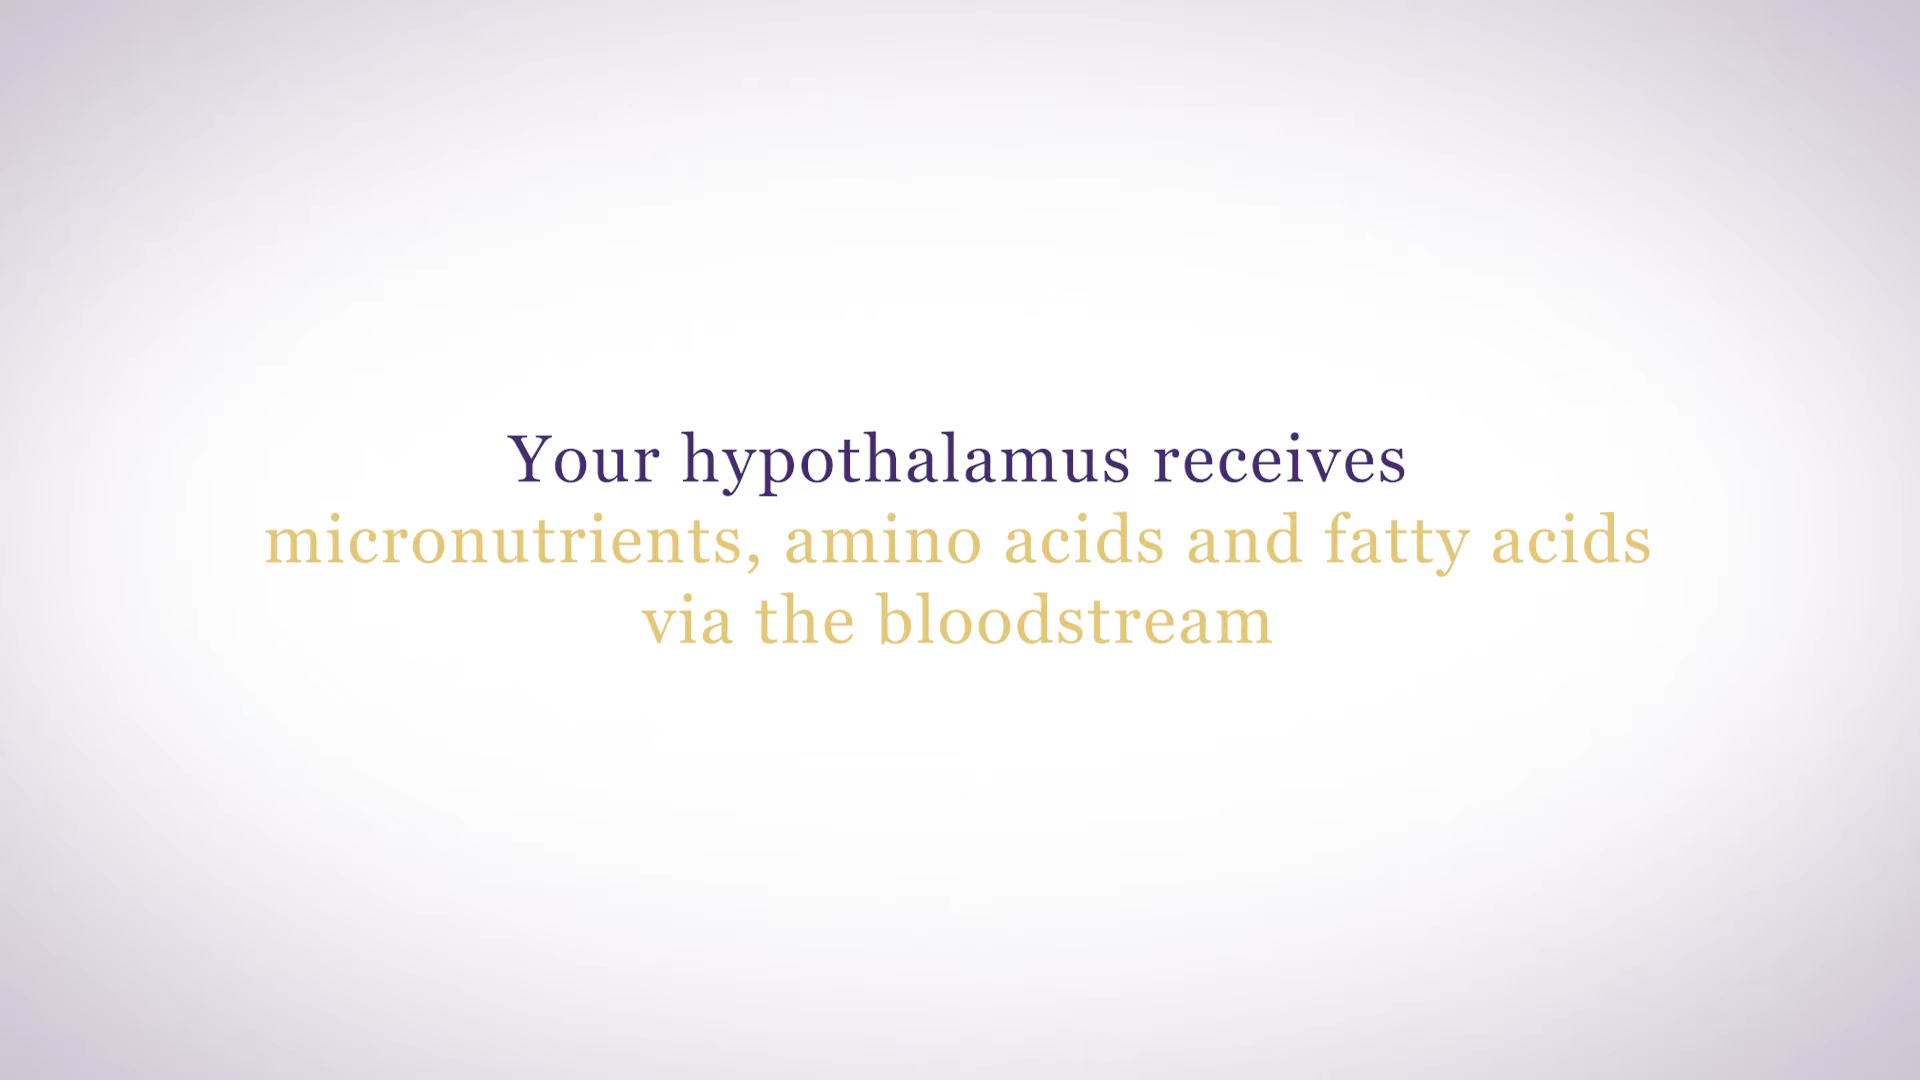 Your hypothalamus receives
micronutrients, amino acids and fatty acids
via the bloodstream